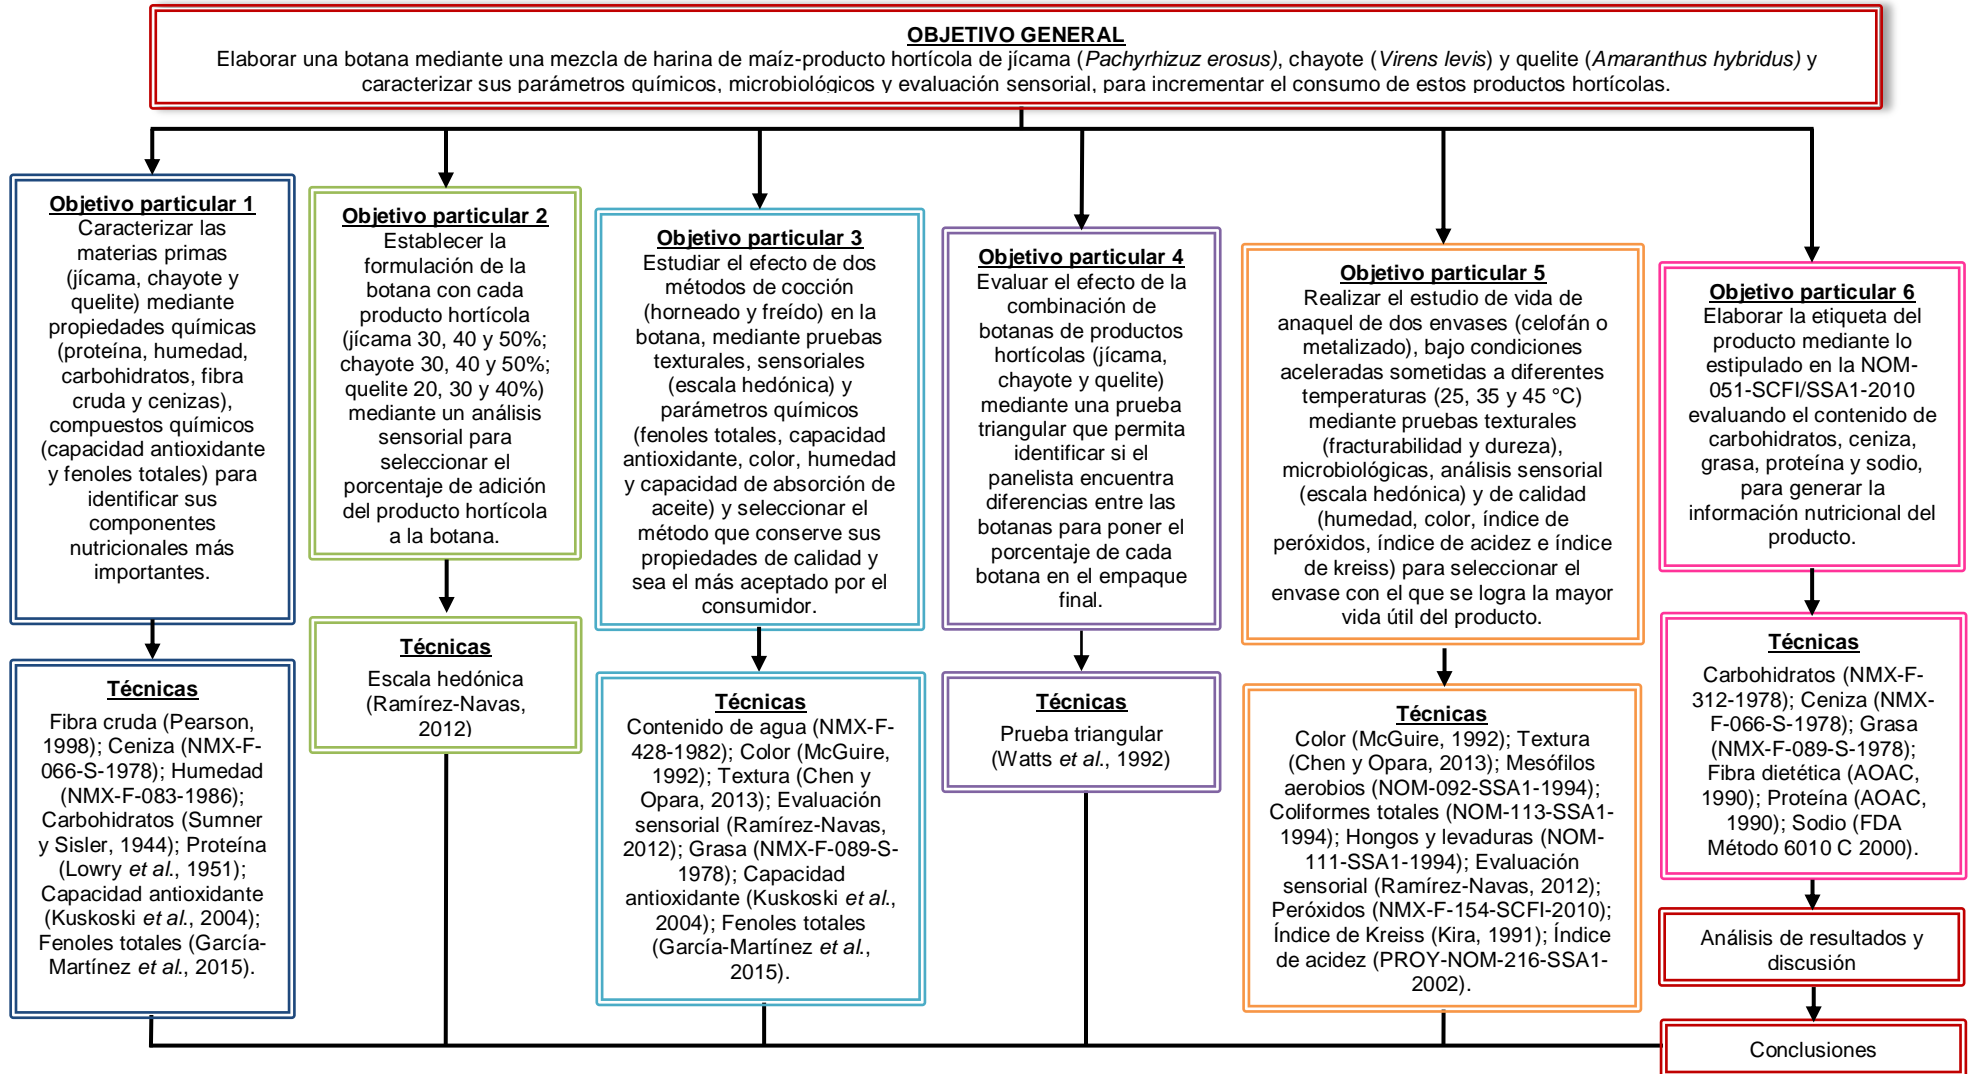 OBJETIVO GENERAL
Elaborar una botana mediante una mezcla de harina de maíz-producto hortícola de jícama (Pachyrhizuz erosus), chayote (Virens levis) y quelite (Amaranthus hybridus) y
caracterizar sus parámetros químicos, microbiológicos y evaluación sensorial, para incrementar el consumo de estos productos hortícolas.
Objetivo particular 1
Caracterizar las
materias primas
(jícama, chayote y
quelite) mediante
propiedades químicas
(proteína, humedad,
carbohidratos, fibra
cruda y cenizas),
compuestos químicos
(capacidad antioxidante
y fenoles totales) para
identificar sus
componentes
nutricionales más
importantes.
Técnicas
Fibra cruda (Pearson,
1998); Ceniza (NMX-F-
066-S-1978); Humedad
(NMX-F-083-1986);
Carbohidratos (Sumner
y Sisler, 1944); Proteína
(Lowry et al., 1951);
Capacidad antioxidante
(Kuskoski et al., 2004);
Fenoles totales (García-
Martínez et al., 2015).
Objetivo particular 2
Establecer la
formulación de la
botana con cada
producto hortícola
(jícama 30, 40 y 50%;
chayote 30, 40 y 50%;
quelite 20, 30 y 40%)
mediante un análisis
sensorial para
seleccionar el
porcentaje de adición
del producto hortícola
a la botana.
Técnicas
Escala hedónica
(Ramírez-Navas,
2012)
Objetivo particular 3
Estudiar el efecto de dos
métodos de cocción
(horneado y freído) en la
botana, mediante pruebas
texturales, sensoriales
(escala hedónica) y
parámetros químicos
(fenoles totales, capacidad
antioxidante, color, humedad
y capacidad de absorción de
aceite) y seleccionar el
método que conserve sus
propiedades de calidad y
sea el más aceptado por el
consumidor.
Técnicas
Contenido de agua (NMX-F-
428-1982); Color (McGuire,
1992); Textura (Chen y
Opara, 2013); Evaluación
sensorial (Ramírez-Navas,
2012); Grasa (NMX-F-089-S-
1978); Capacidad
antioxidante (Kuskoski et al.,
2004); Fenoles totales
(García-Martínez et al.,
2015).
Objetivo particular 4
Evaluar el efecto de la
combinación de
botanas de productos
hortícolas (jícama,
chayote y quelite)
mediante una prueba
triangular que permita
identificar si el
panelista encuentra
diferencias entre las
botanas para poner el
porcentaje de cada
botana en el empaque
final.
Técnicas
Prueba triangular
(Watts et al., 1992)
Objetivo particular 5
Realizar el estudio de vida de
anaquel de dos envases (celofán o
metalizado), bajo condiciones
aceleradas sometidas a diferentes
temperaturas (25, 35 y 45 °C)
mediante pruebas texturales
(fracturabilidad y dureza),
microbiológicas, análisis sensorial
(escala hedónica) y de calidad
(humedad, color, índice de
peróxidos, índice de acidez e índice
de kreiss) para seleccionar el
envase con el que se logra la mayor
vida útil del producto.
Técnicas
Color (McGuire, 1992); Textura
(Chen y Opara, 2013); Mesófilos
aerobios (NOM-092-SSA1-1994);
Coliformes totales (NOM-113-SSA1-
1994); Hongos y levaduras (NOM-
111-SSA1-1994); Evaluación
sensorial (Ramírez-Navas, 2012);
Peróxidos (NMX-F-154-SCFI-2010);
Índice de Kreiss (Kira, 1991); Índice
de acidez (PROY-NOM-216-SSA1-
2002).
Objetivo particular 6
Elaborar la etiqueta del
producto mediante lo
estipulado en la NOM-
051-SCFI/SSA1-2010
evaluando el contenido de
carbohidratos, ceniza,
grasa, proteína y sodio,
para generar la
información nutricional del
producto.
Técnicas
Carbohidratos (NMX-F-
312-1978); Ceniza (NMX-
F-066-S-1978); Grasa
(NMX-F-089-S-1978);
Fibra dietética (AOAC,
1990); Proteína (AOAC,
1990); Sodio (FDA
Método 6010 C 2000).
Análisis de resultados y
discusión
Conclusiones